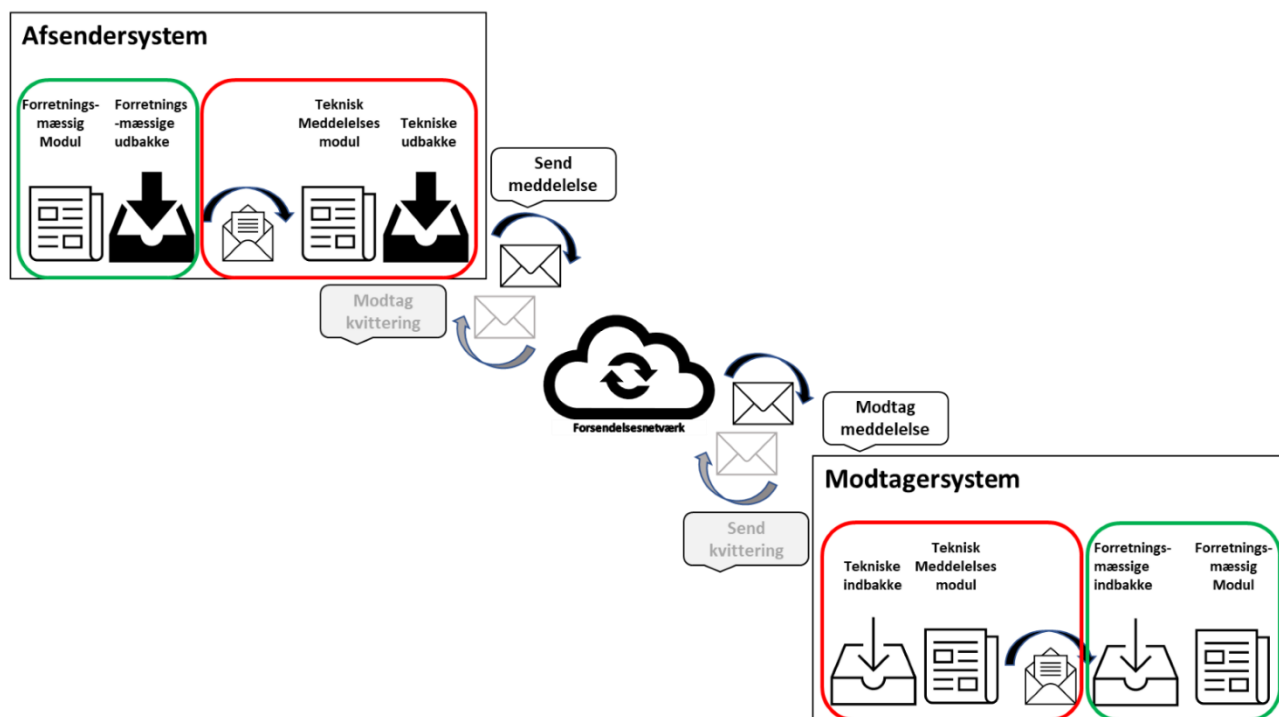 Afsendersystem
Forretnings-
mæssig
Modul
Forretnings
-mæssige
udbakke
Teknisk
Meddelelses
modul
Tekniske
udbakke
Send
meddelelse
Modtag
kvittering
Forsendelsesnetværk
Modtag
meddelelse
Send
kvittering
Modtagersystem
Tekniske
indbakke
Teknisk
Meddelelses
modul
Forretnings-
mæssige
indbakke
Forretnings-
mæssig
Modul